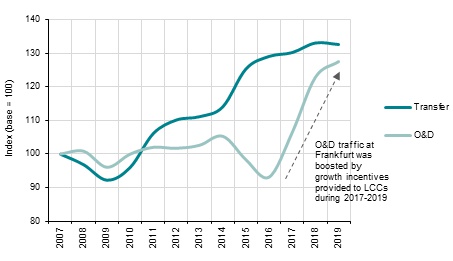 140
130
120
110
100
90
80
Index (base = 100)
2007
2008
2009
2010
2011
2012
2013
2014
2015
2016
2017
2018
2019
O&D traffic at
Frankfurt was
boosted by
growth incentives
provided to LCCs
during 2017-2019
Transfer
O&D